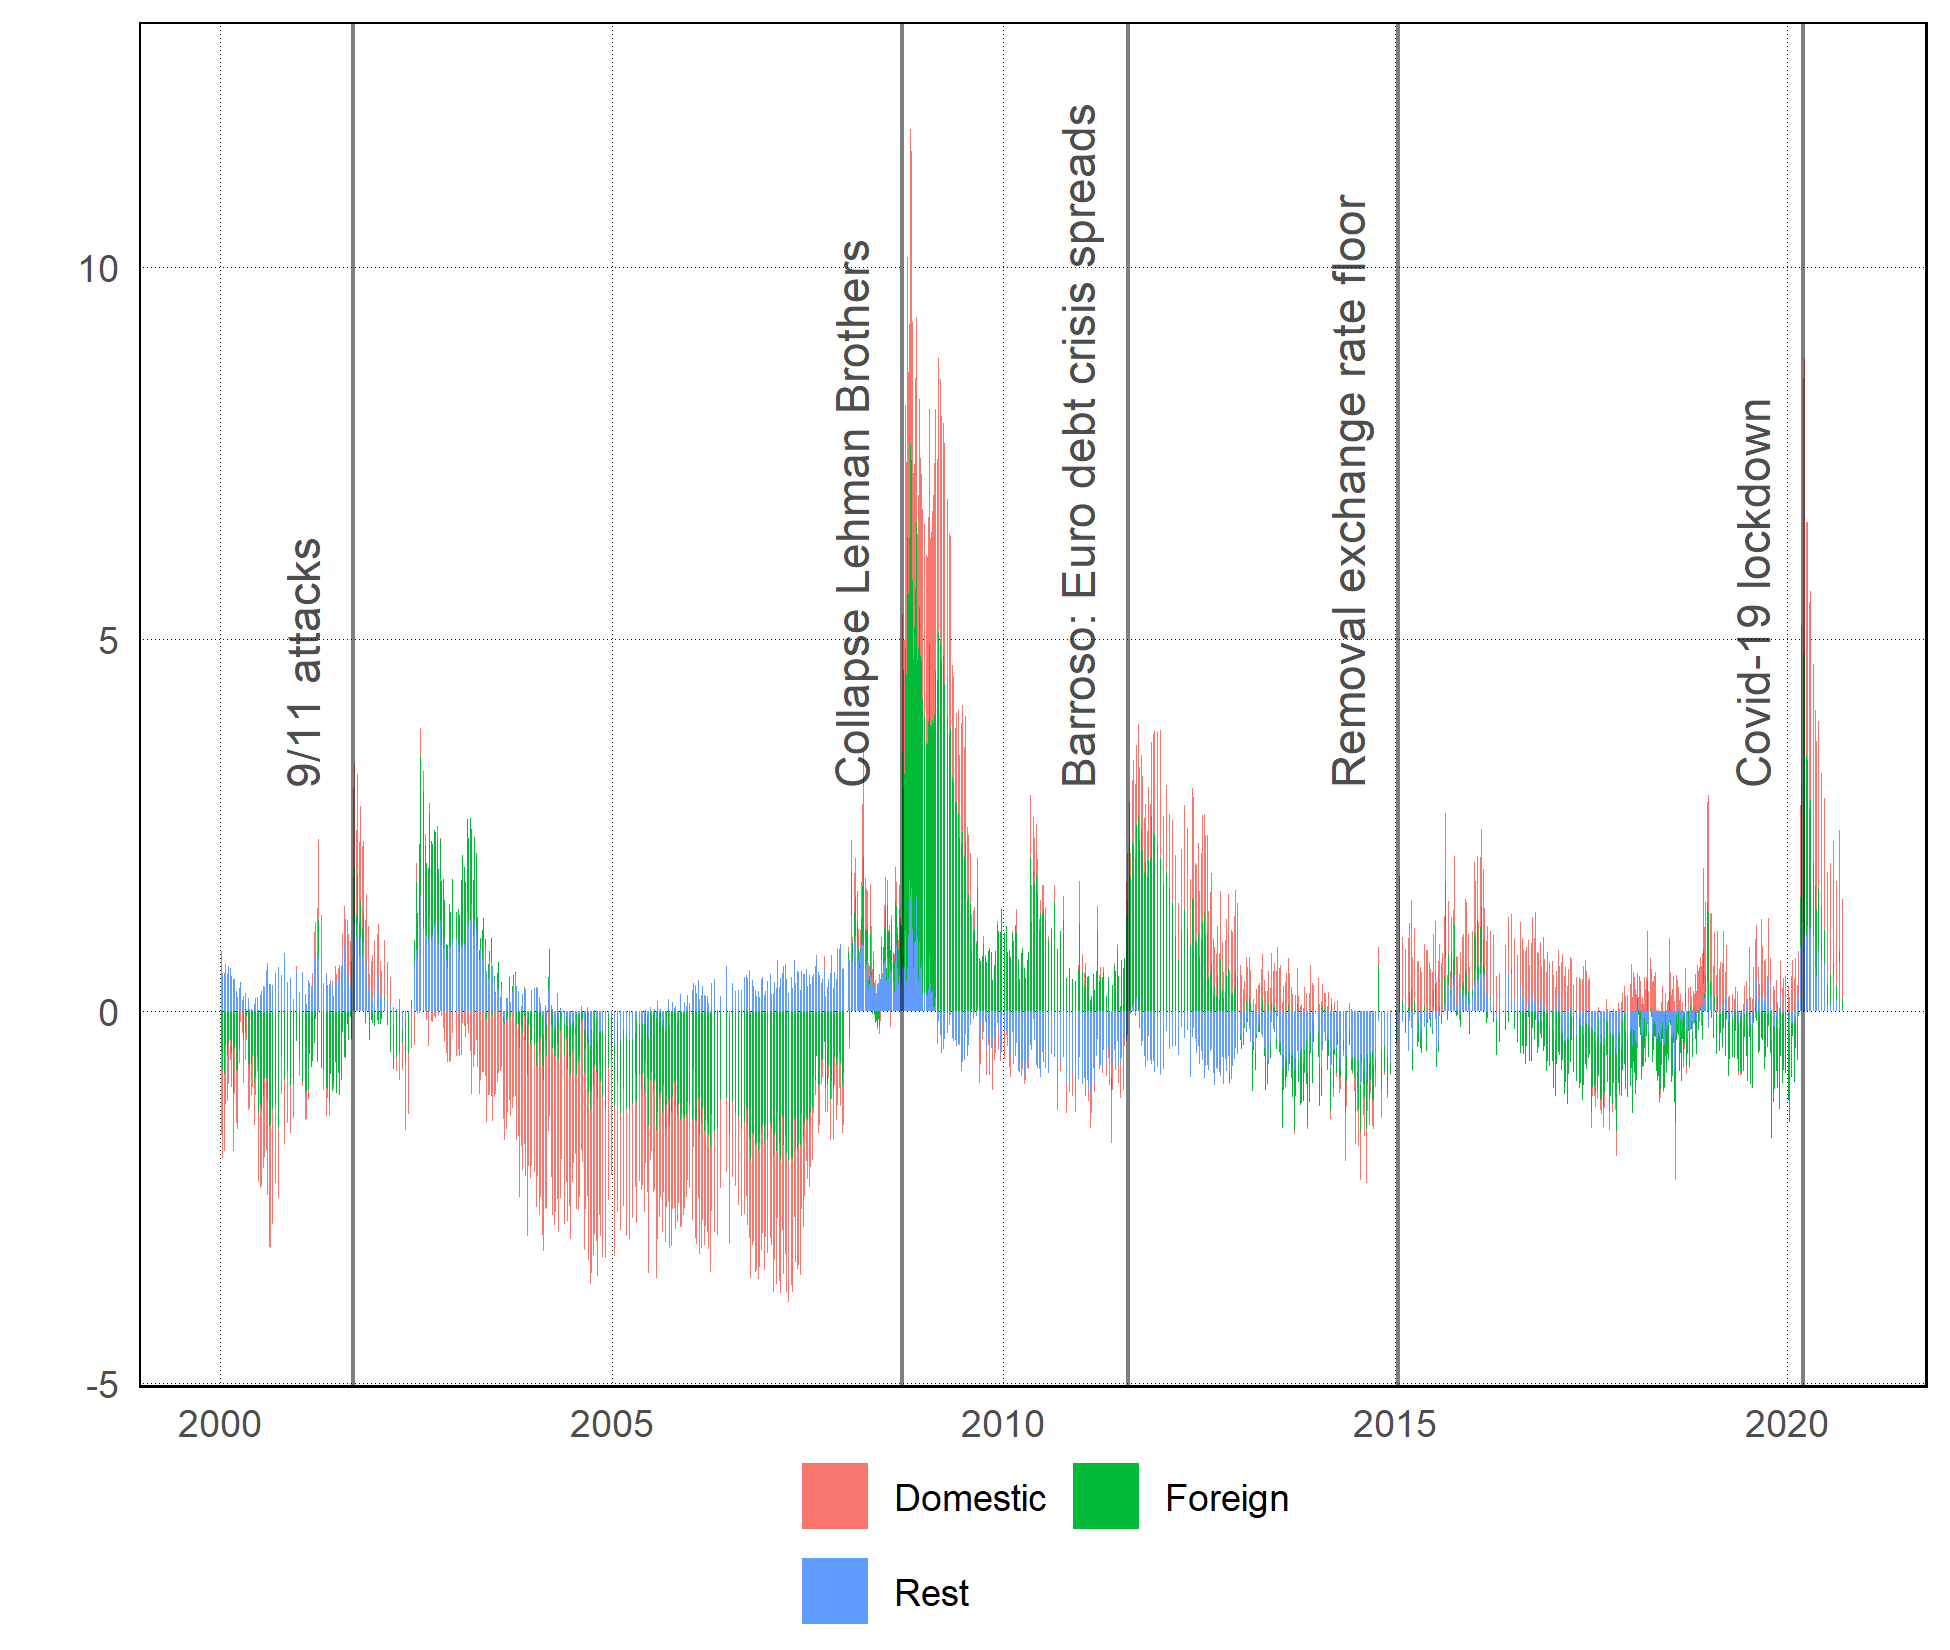 10
5
0
-5
9/11 attacks
Collapse Lehman Brothers
Barroso: Euro debt crisis spreads
Removal exchange rate floor
Covid-19 lockdown
2000 2005 2010 2015 2020
Domestic Foreign
Rest